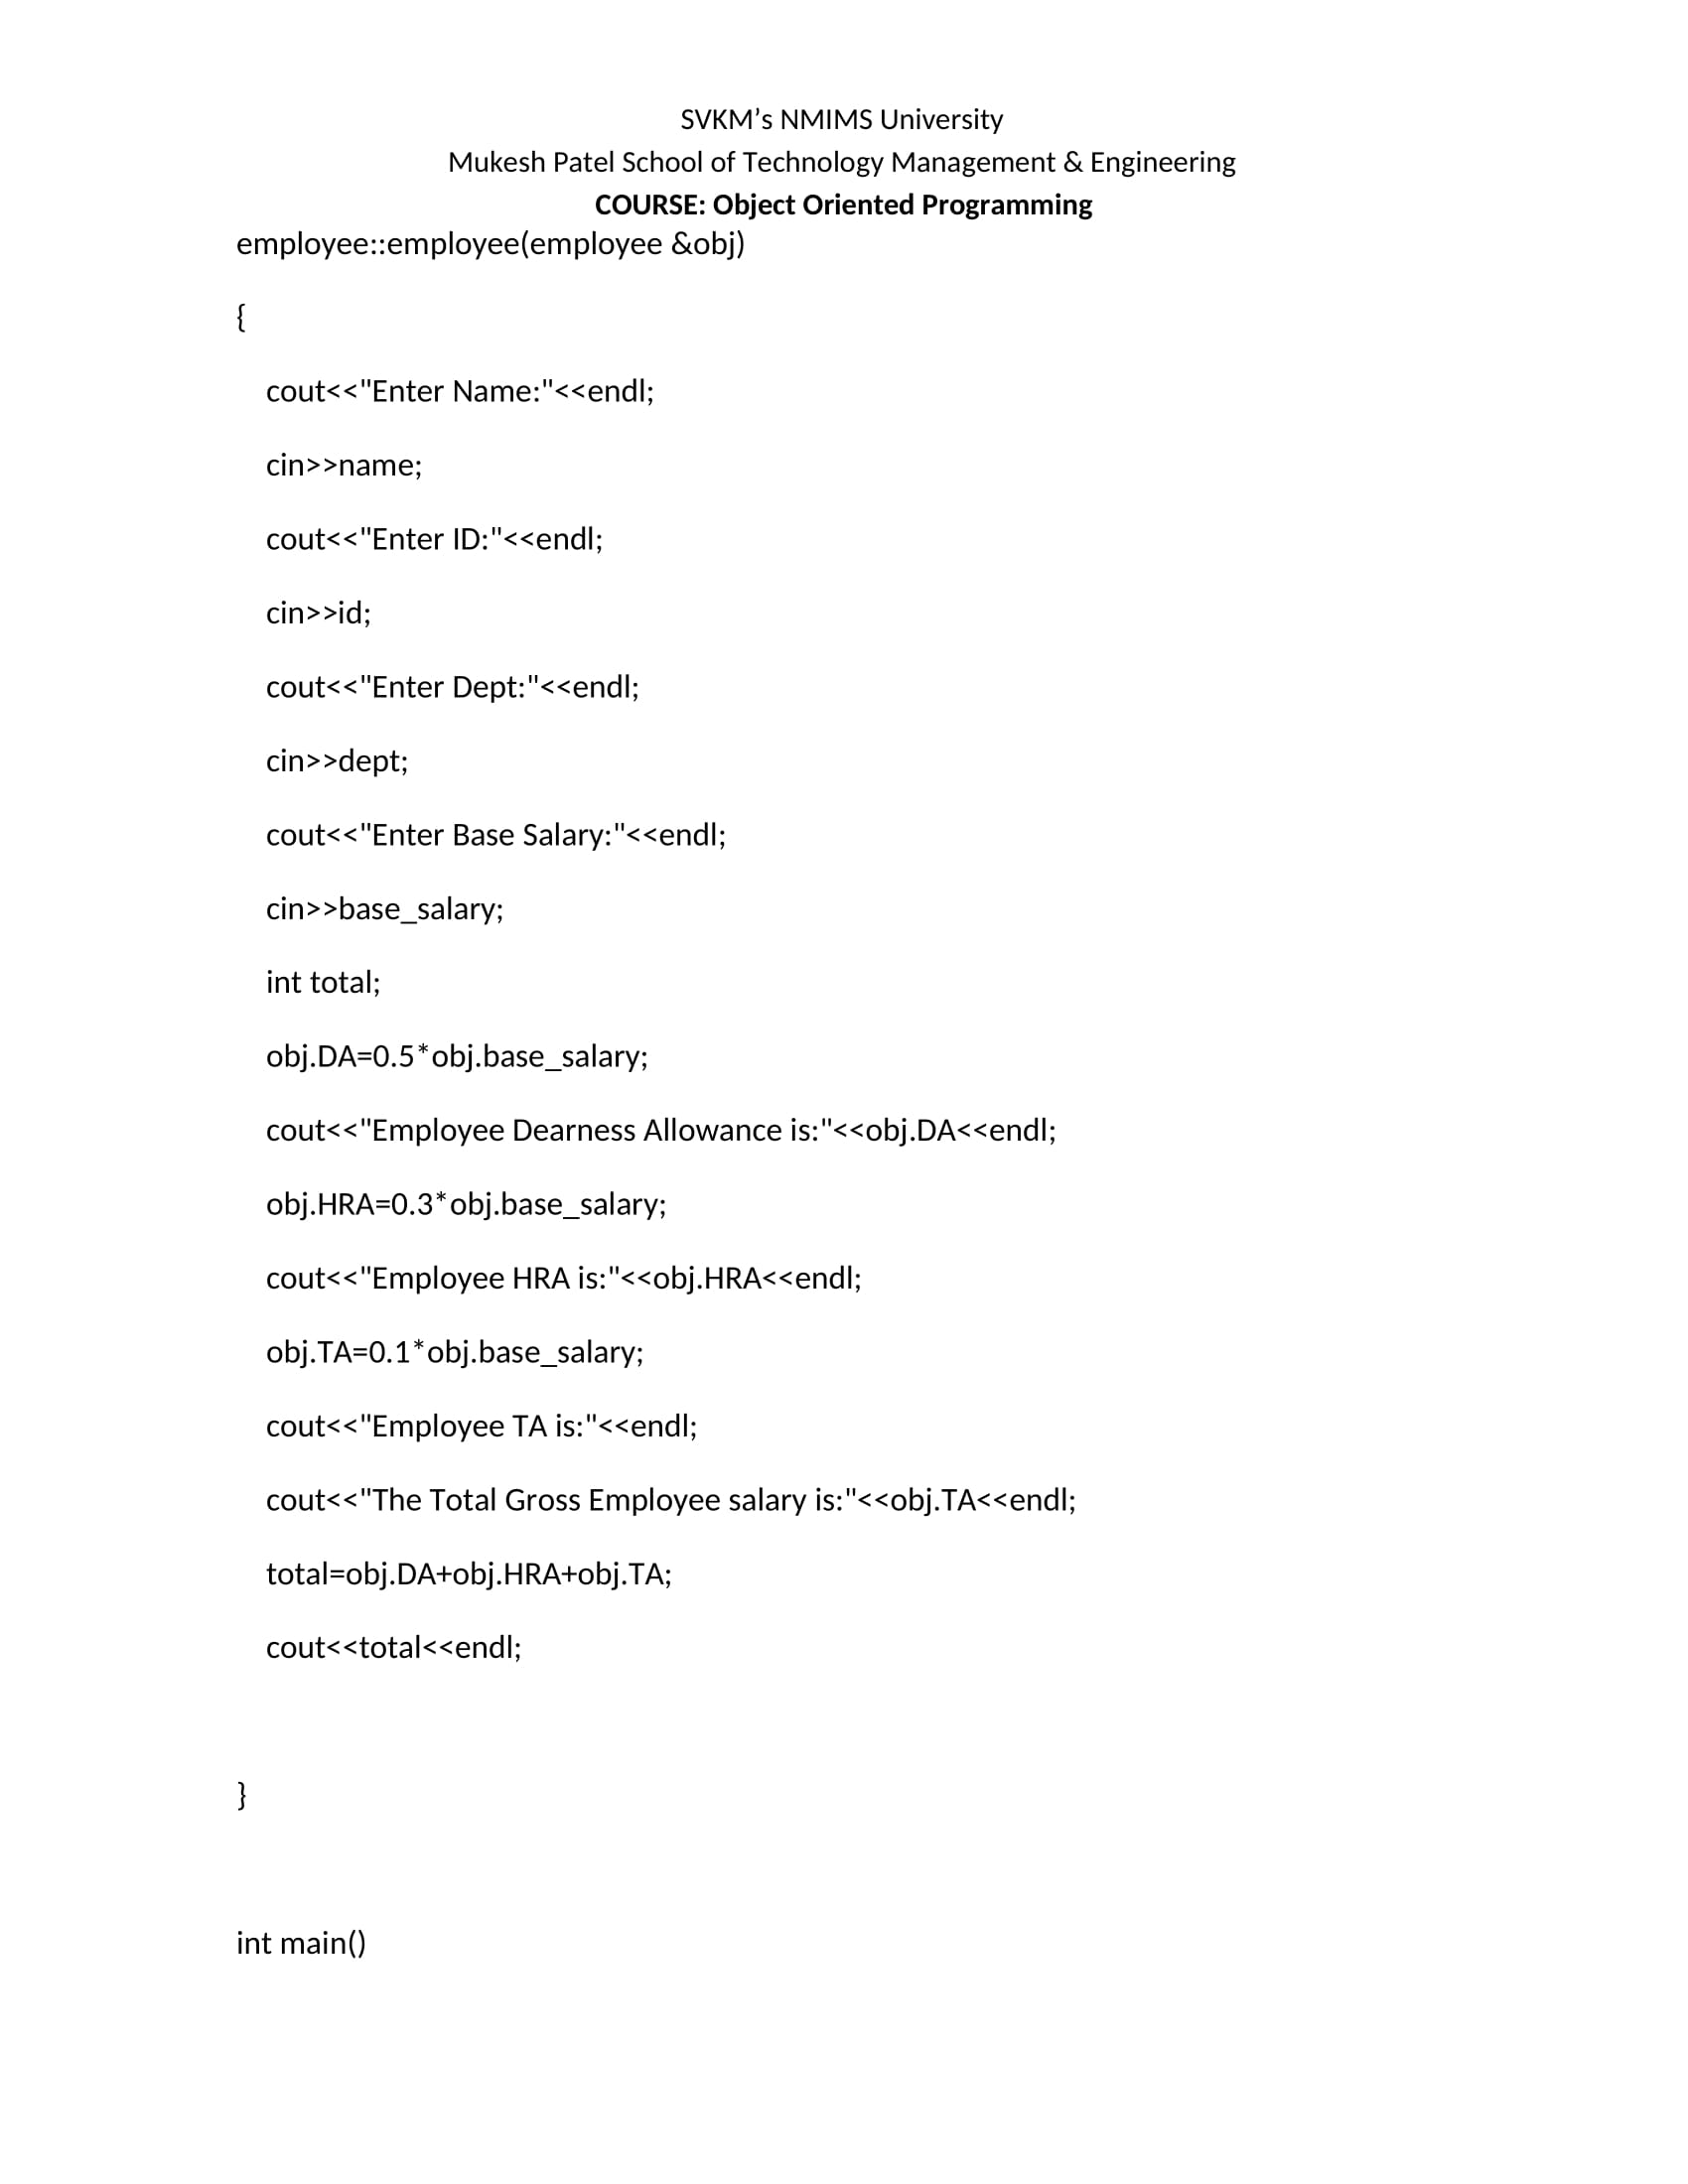 SVKM’s NMIMS University
Mukesh Patel School of Technology Management & Engineering
COURSE: Object Oriented Programming
employee::employee(employee &obj)
{
cout<<"Enter Name:"<<endl;
cin>>name;
cout<<"Enter ID:"<<endl;
cin>>id;
cout<<"Enter Dept:"<<endl;
cin>>dept;
cout<<"Enter Base Salary:"<<endl;
cin>>base_salary;
int total;
obj.DA=0.5*obj.base_salary;
cout<<"Employee Dearness Allowance is:"<<obj.DA<<endl;
obj.HRA=0.3*obj.base_salary;
cout<<"Employee HRA is:"<<obj.HRA<<endl;
obj.TA=0.1*obj.base_salary;
cout<<"Employee TA is:"<<endl;
cout<<"The Total Gross Employee salary is:"<<obj.TA<<endl;
total=obj.DA+obj.HRA+obj.TA;
cout<<total<<endl;
}
int main()